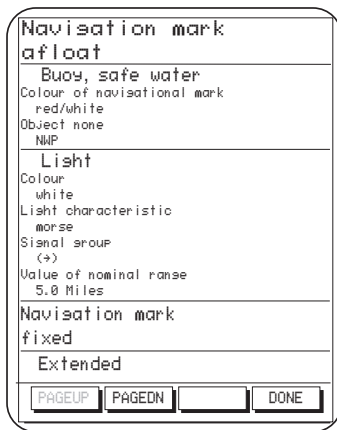 Navigation mark
afloat
Buoy, safe water
Colour of navigational mark
red/white
Object none
NWP
Light
Colour
white
Light characteristic
morse
Signal group
(→)
Value of nominal range
5.0 Miles
Navigation mark
fixed
Extended
PAGEUP PAGEDN DONE